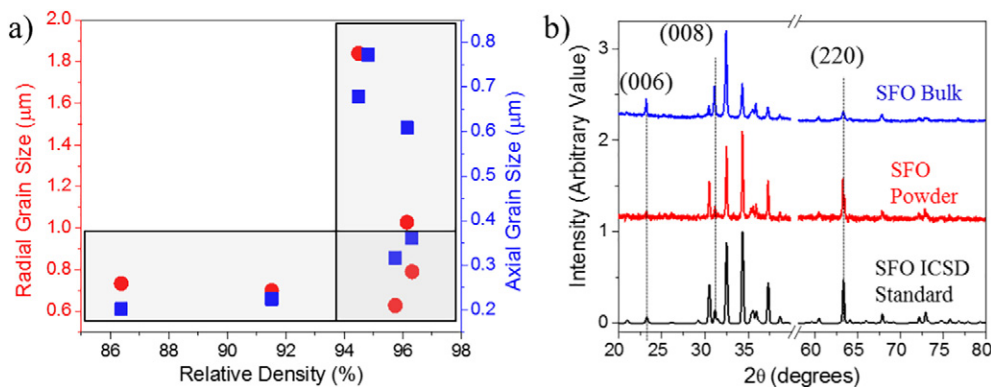 a)
Radial Grain Size (μm)
2.0
1.8
1.6
1.4
1.2
1.0
0.8
0.6
86 88 90 92 94 96 98
Relative Density (%)
0.8
0.7
0.6
0.5
0.4
0.3
0.2
Axial Grain Size (μm)
b)
Intensity (Arbitrary Value)
3
2
1
0
(006)
(008)
(220)
SFO Bulk
SFO
Powder
SFO ICSD
Standard
20 25 30 35 60 65 70 75 80
2θ (degrees)